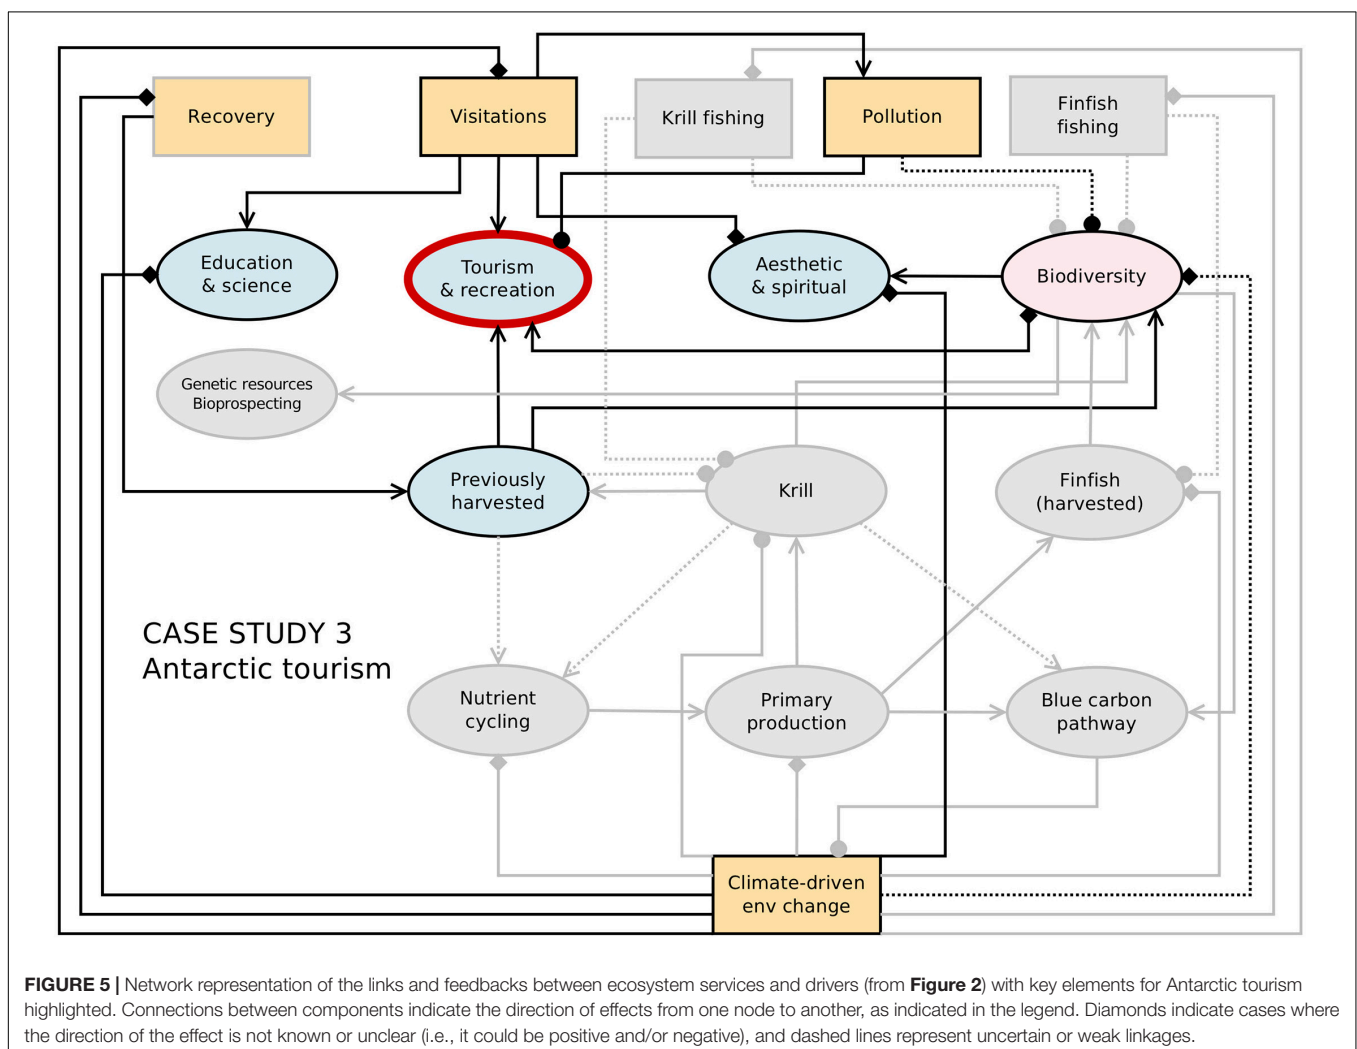 Recovery
Visitations
Krill fishing
Pollution
Finfish
fishing
Education
& science
Tourism
& recreation
Aesthetic
& spiritual
Biodiversity
Genetic resources
Bioprospecting
Previously
harvested
Krill
Finfish
(harvested)
CASE STUDY 3
Antarctic tourism
Nutrient
cycling
Primary
production
Blue carbon
pathway
Climate-driven
env change
FIGURE 5 | Network representation of the links and feedbacks between ecosystem services and drivers (from Figure 2) with key elements for Antarctic tourism
highlighted. Connections between components indicate the direction of effects from one node to another, as indicated in the legend. Diamonds indicate cases where
the direction of the effect is not known or unclear (i.e., it could be positive and/or negative), and dashed lines represent uncertain or weak linkages.